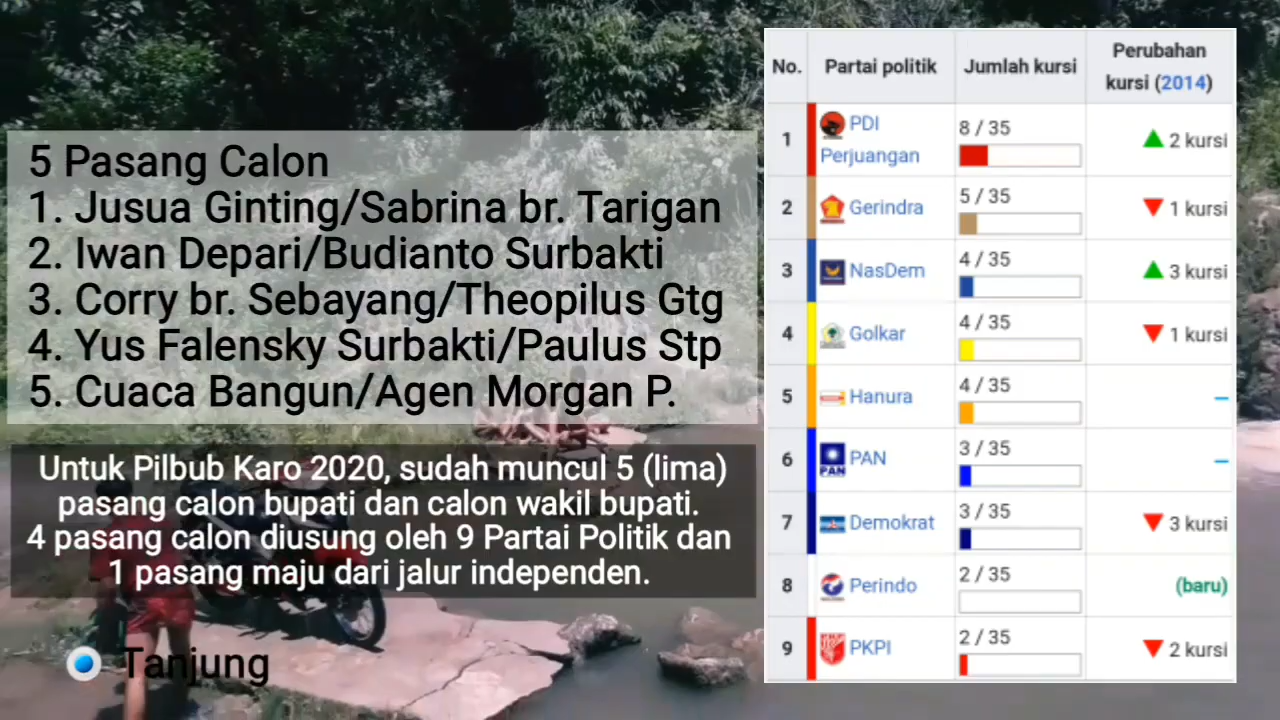 5 Pasang Calon
1. Jusua Ginting/Sabrina br. Tarigan
2. Iwan Depari/Budianto Surbakti
3. Corry br. Sebayang/Theopilus Gtg
4. Yus Falensky Surbakti/Paulus Stp
5. Cuaca Bangun/Agen Morgan P.
Untuk Pilbub Karo 2020, sudah muncul 5 (lima)
pasang calon bupati dan calon wakil bupati.
4 pasang calon diusung oleh 9 Partai Politik dan
1 pasang maju dari jalur independen.
Tanjung
No. Partai politik Jumlah kursi Perubahan
kursi (2014)
1 PDI
Perjuangan 8 / 35 2 kursi
2 Gerindra 5 / 35 1 kursi
3 NasDem 4 / 35 3 kursi
4 Golkar 4 / 35 1 kursi
5 Hanura 4 / 35 –
6 PAN PAN 3 / 35 –
7 Demokrat 3 / 35 3 kursi
8 Perindo 2 / 35 (baru)
9 PKPI 2 / 35 2 kursi